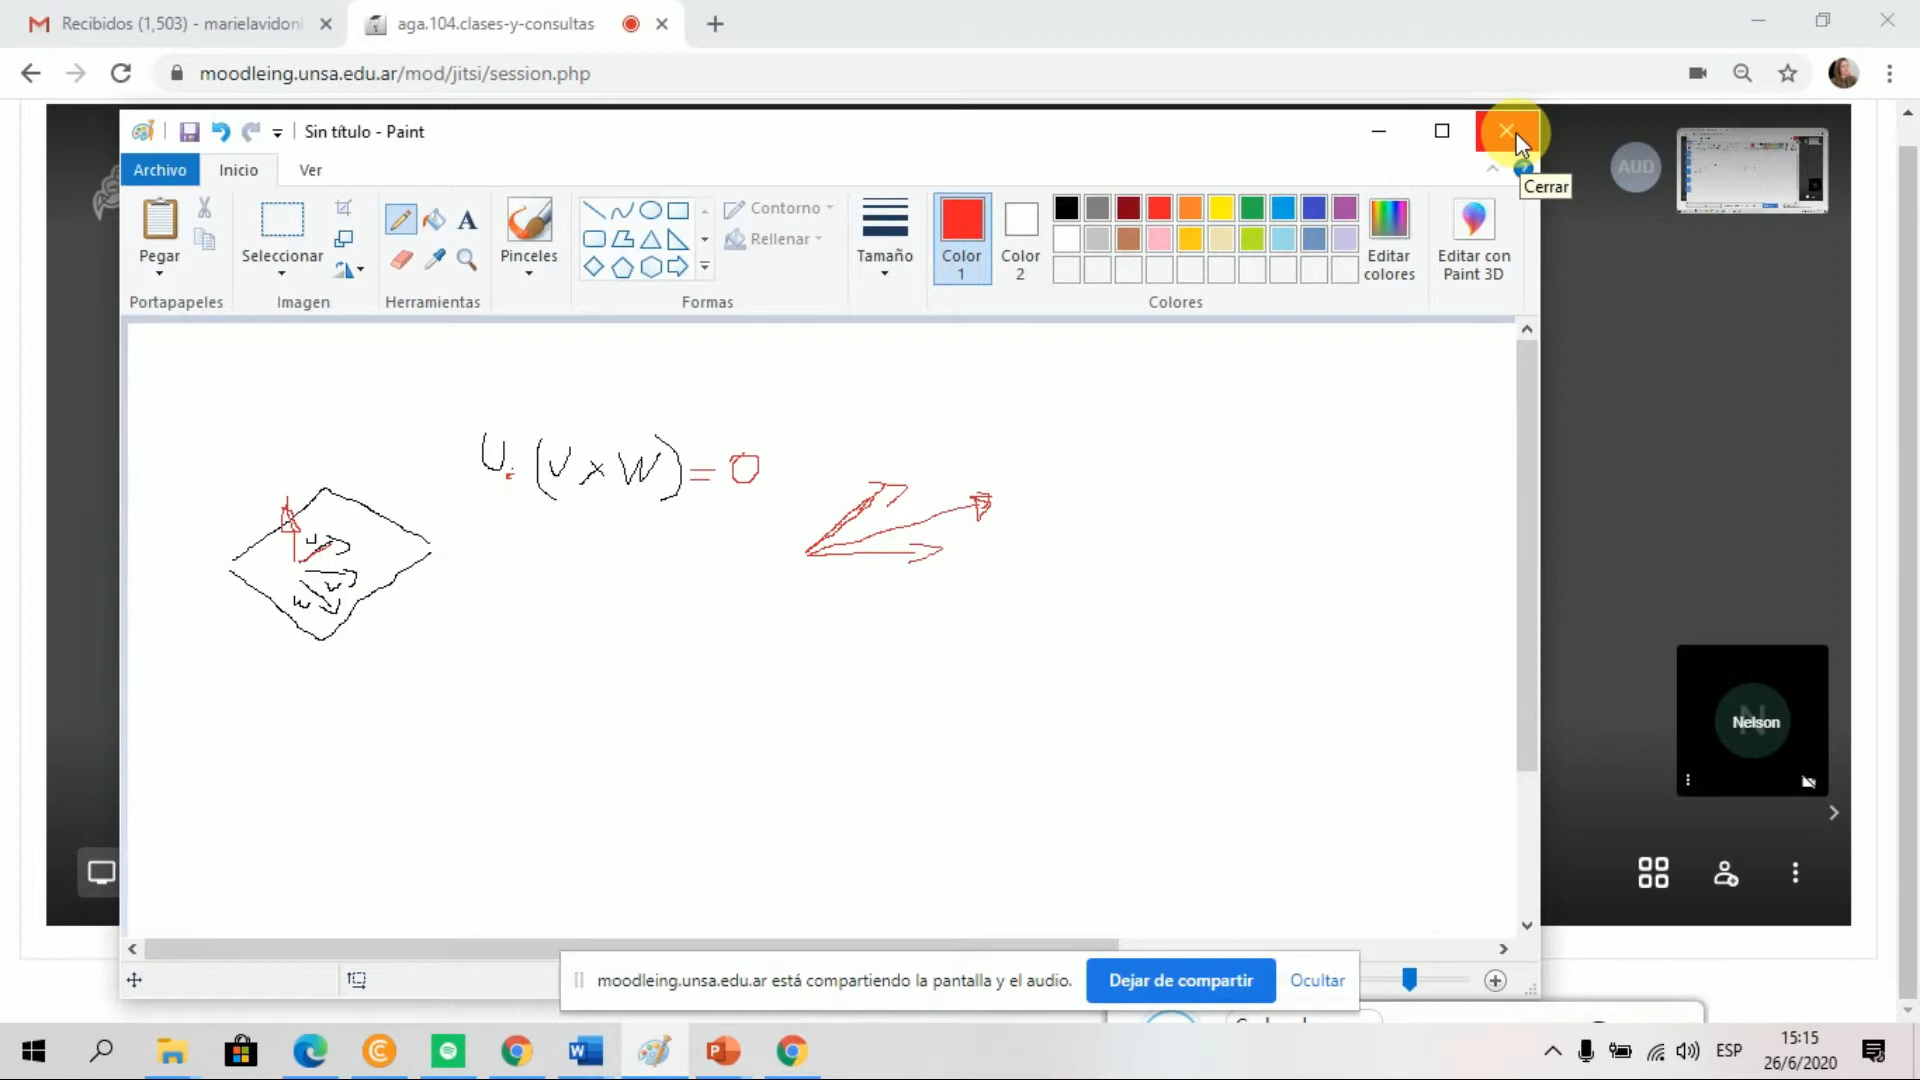 Recibidos (1,503) - marielavidoni
aga.104.clases-y-consultas
moodleing.unsa.edu.ar/mod/jitsi/session.php
Sin título - Paint
Cerrar
AUD
Archivo
Inicio
Ver
Pegar
Seleccionar
Pinceles
Contorno
Rellenar
Tamaño
Color 1
Color 2
Editar colores
Editar con Paint 3D
Portapapeles
Imagen
Herramientas
Formas
Colores
U. (V x W) = 0
u
v
w
Nelson
moodleing.unsa.edu.ar está compartiendo la pantalla y el audio.
Dejar de compartir
Ocultar
ESP
15:15
26/6/2020